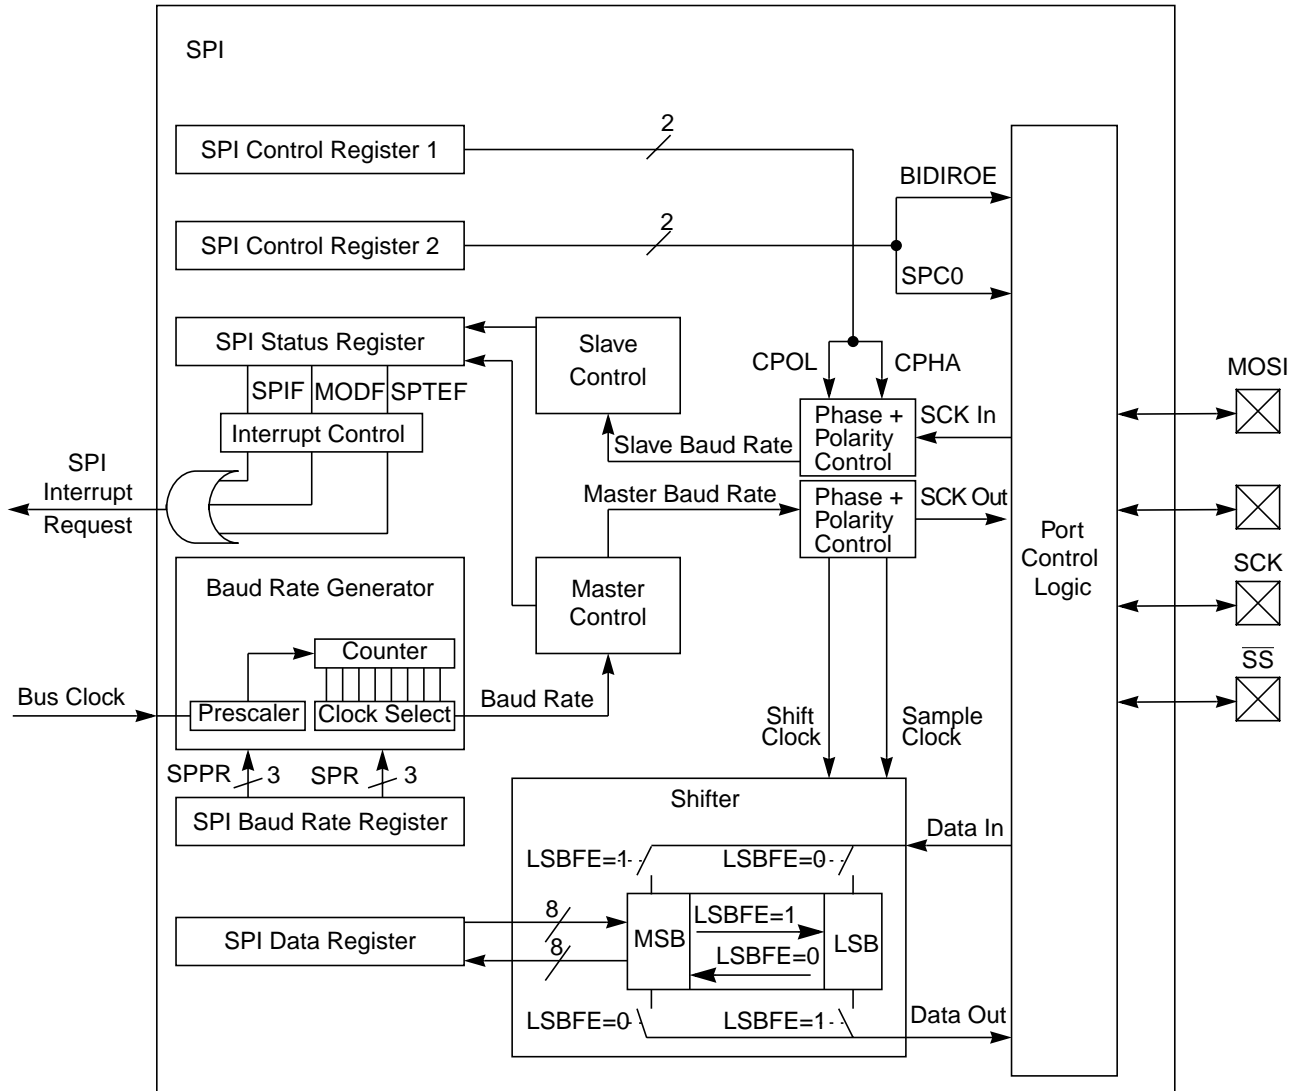 SPI
SPI Control Register 1
2
BIDIROE
SPI Control Register 2
2
SPC0
SPI Status Register
Slave
Control
CPOL
CPHA
MOSI
SPIF
MODF
SPTEF
Interrupt Control
Phase +
Polarity
Control
SCK In
Slave Baud Rate
SPI
Interrupt
Request
Master Baud Rate
Phase +
Polarity
Control
SCK Out
Port
Control
Logic
SCK
Baud Rate Generator
Master
Control
Counter
SS
Bus Clock
Prescaler
Clock Select
Baud Rate
Shift
Clock
Sample
Clock
SPPR
3
SPR
3
Shifter
SPI Baud Rate Register
Data In
LSBFE=1
LSBFE=0
SPI Data Register
8
8
MSB
LSBFE=1
LSBFE=0
LSB
LSBFE=0
LSBFE=1
Data Out